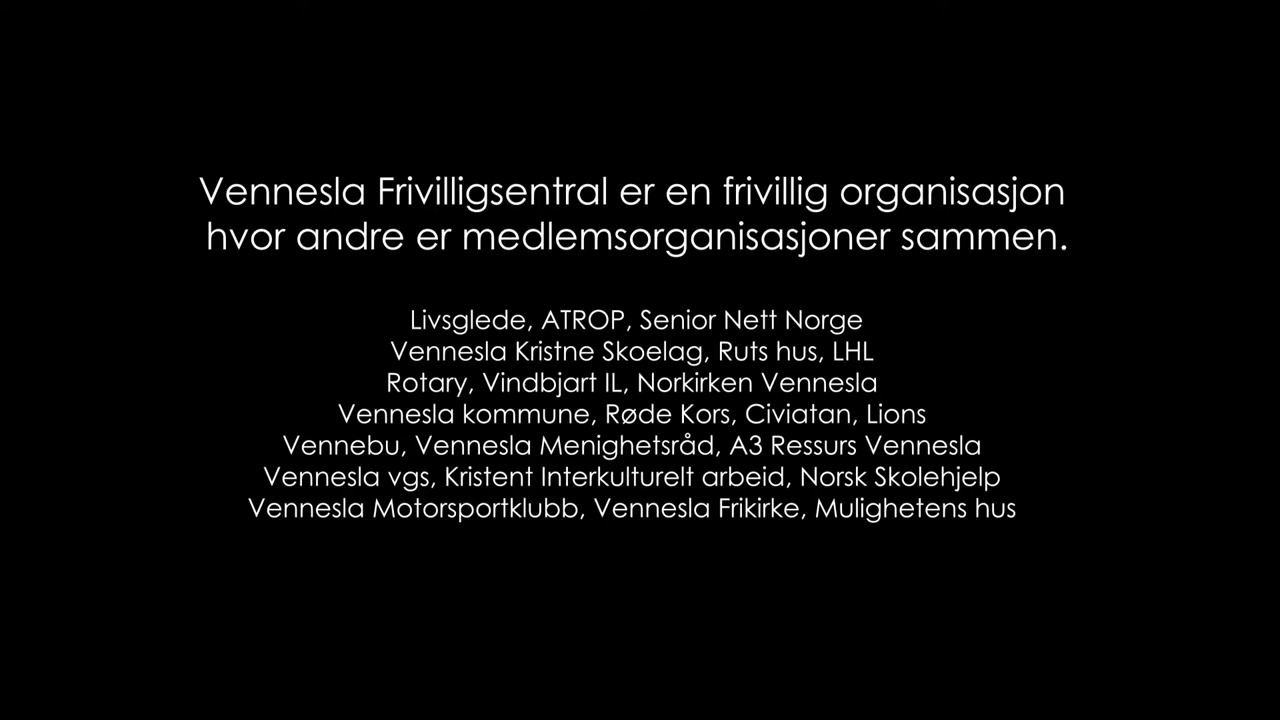 Vennesla Frivilligsentral er en frivillig organisasjon
hvor andre er medlemsorganisasjoner sammen.
Livsglede, ATROP, Senior Nett Norge
Vennesla Kristne Skoelag, Ruts hus, LHL
Rotary, Vindbjart IL, Norkirken Vennesla
Vennesla kommune, Røde Kors, Civiatan, Lions
Vennebu, Vennesla Menighetsråd, A3 Ressurs Vennesla
Vennesla vgs, Kristent Interkulturelt arbeid, Norsk Skolehjelp
Vennesla Motorsportklubb, Vennesla Frikirke, Mulighetens hus